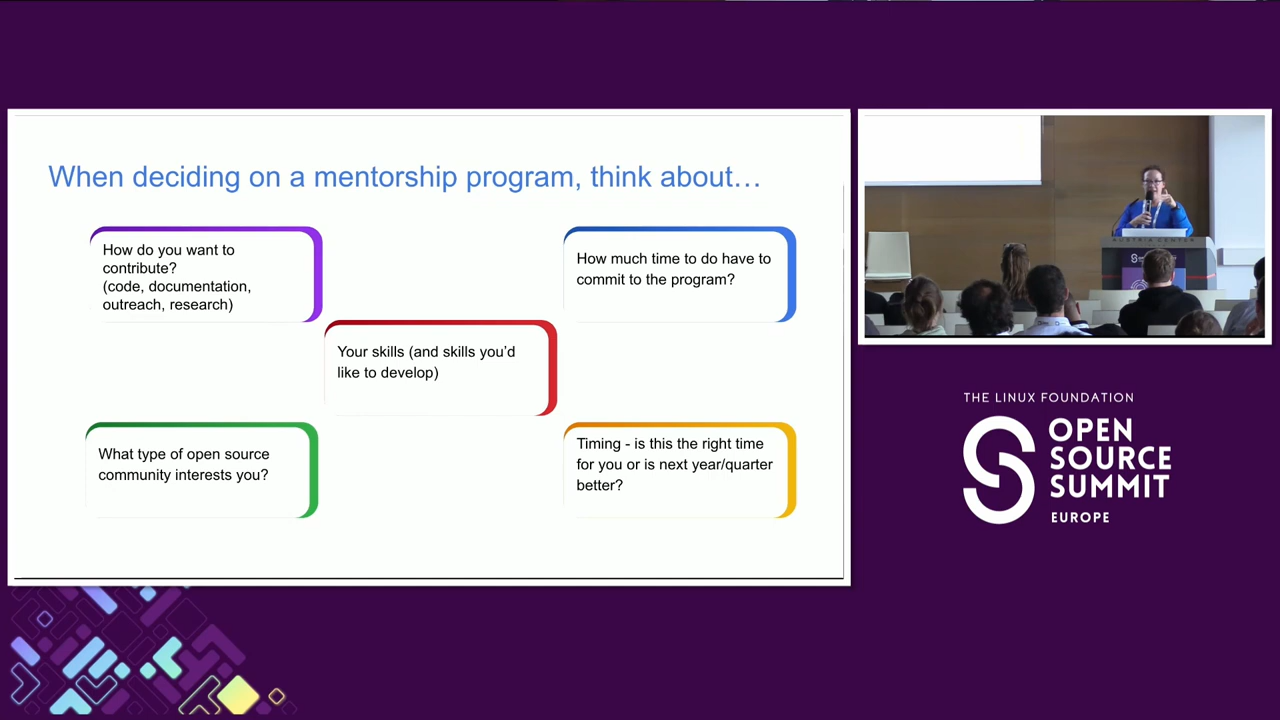 When deciding on a mentorship program, think about…
How do you want to
contribute?
(code, documentation,
outreach, research)
How much time to do have to
commit to the program?
Your skills (and skills you’d
like to develop)
What type of open source
community interests you?
Timing - is this the right time
for you or is next year/quarter
better?
AUSTRIA CENTER
THE LINUX FOUNDATION
OPEN
SOURCE
SUMMIT
EUROPE